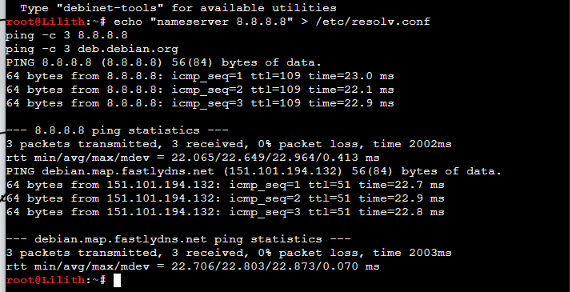 Type "debinet-tools" for available utilities
root@Lilith:~# echo "nameserver 8.8.8.8" > /etc/resolv.conf
ping -c 3 8.8.8.8
ping -c 3 deb.debian.org
PING 8.8.8.8 (8.8.8.8) 56(84) bytes of data.
64 bytes from 8.8.8.8: icmp_seq=1 ttl=109 time=23.0 ms
64 bytes from 8.8.8.8: icmp_seq=2 ttl=109 time=22.1 ms
64 bytes from 8.8.8.8: icmp_seq=3 ttl=109 time=22.9 ms
--- 8.8.8.8 ping statistics ---
3 packets transmitted, 3 received, 0% packet loss, time 2002ms
rtt min/avg/max/mdev = 22.065/22.649/22.964/0.413 ms
PING debian.map.fastlydns.net (151.101.194.132) 56(84) bytes of data.
64 bytes from 151.101.194.132: icmp_seq=1 ttl=51 time=22.7 ms
64 bytes from 151.101.194.132: icmp_seq=2 ttl=51 time=22.9 ms
64 bytes from 151.101.194.132: icmp_seq=3 ttl=51 time=22.8 ms
--- debian.map.fastlydns.net ping statistics ---
3 packets transmitted, 3 received, 0% packet loss, time 2003ms
rtt min/avg/max/mdev = 22.706/22.803/22.873/0.070 ms
root@Lilith:~#